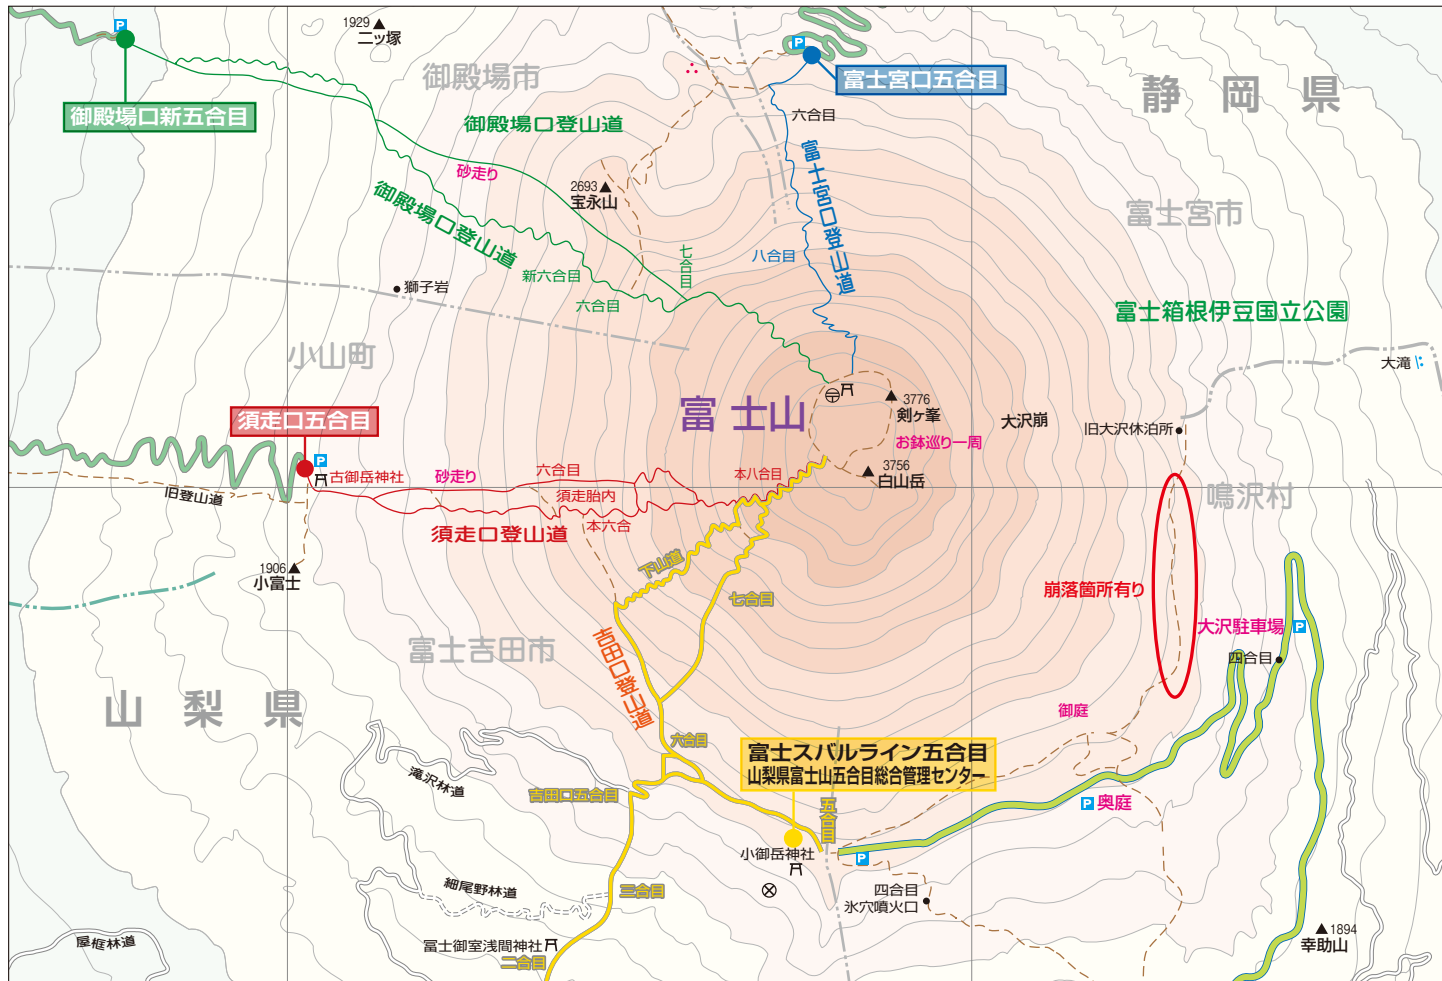 1929
二ッ塚
P
P
富士宮口五合目
静岡県
御殿場市
御殿場口新五合目
六合目
御殿場口登山道
富士宮口登山道
砂走り
2693
宝永山
御殿場口登山道
富士宮市
七合目
八合目
新六合目
六合目
獅子岩
富士箱根伊豆国立公園
小山町
大滝
富士山
3776
剣ヶ峯
大沢崩
旧大沢休泊所
お鉢巡り一周
須走口五合目
P
古御岳神社
砂走り
六合目
本八合目
3756
白山岳
旧登山道
須走胎内
本六合
須走口登山道
鳴沢村
1906
小富士
下山道
七合目
崩落箇所有り
大沢駐車場
P
四合目
吉田口登山道
富士吉田市
山梨県
御庭
六合目
富士スバルライン五合目
山梨県富士山五合目総合管理センター
滝沢林道
吉田口五合目
五合目
P
奥庭
小御岳神社
P
四合目
氷穴噴火口
細尾野林道
三合目
屋框林道
冨士御室浅間神社
二合目
1894
幸助山